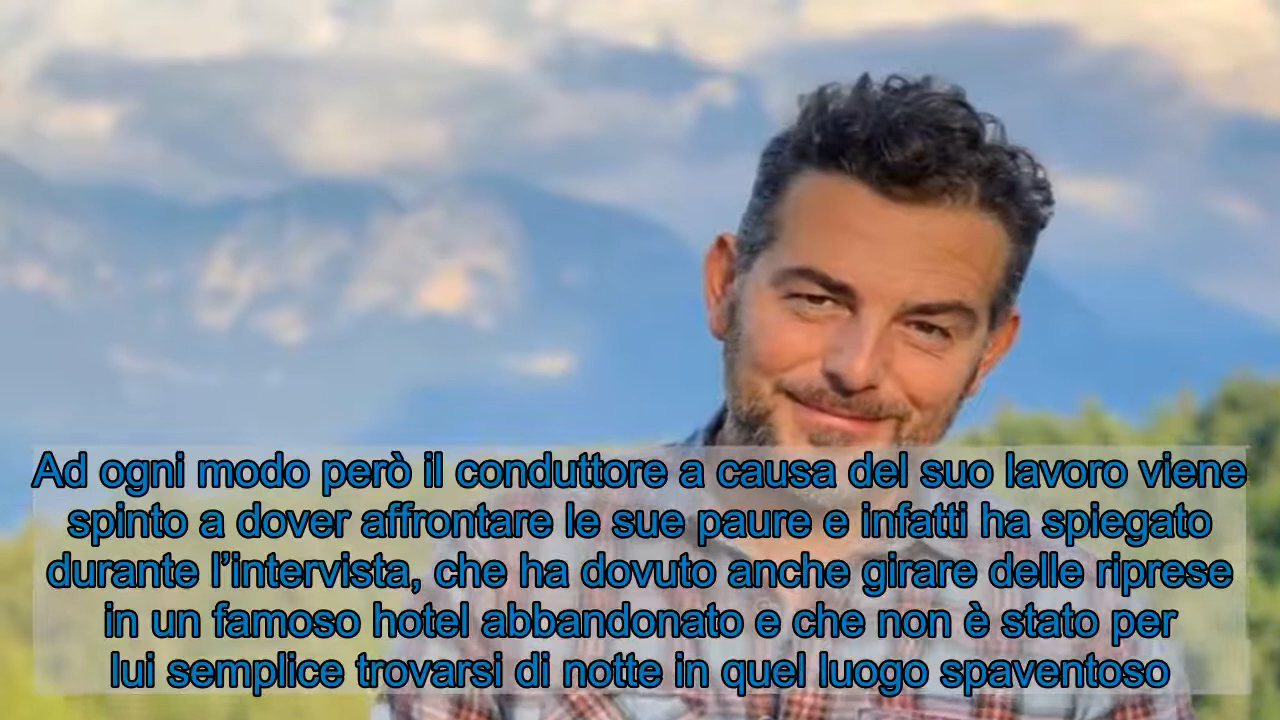 Ad ogni modo però il conduttore a causa del suo lavoro viene
spinto a dover affrontare le sue paure e infatti ha spiegato
durante l’intervista, che ha dovuto anche girare delle riprese
in un famoso hotel abbandonato e che non è stato per
lui semplice trovarsi di notte in quel luogo spaventoso